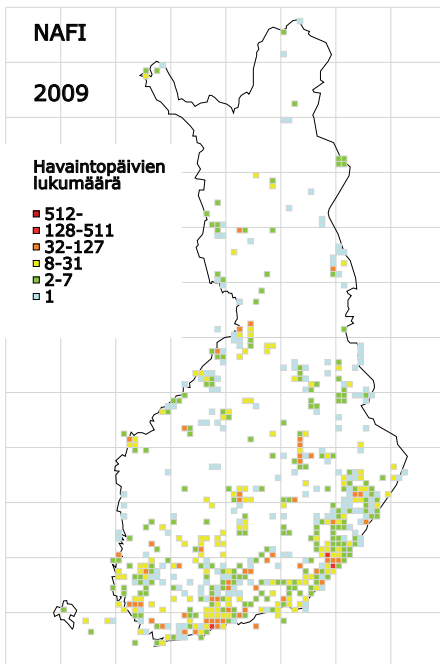 NAFI
2009
Havaintopäivien
lukumäärä
512-
128-511
32-127
8-31
2-7
1